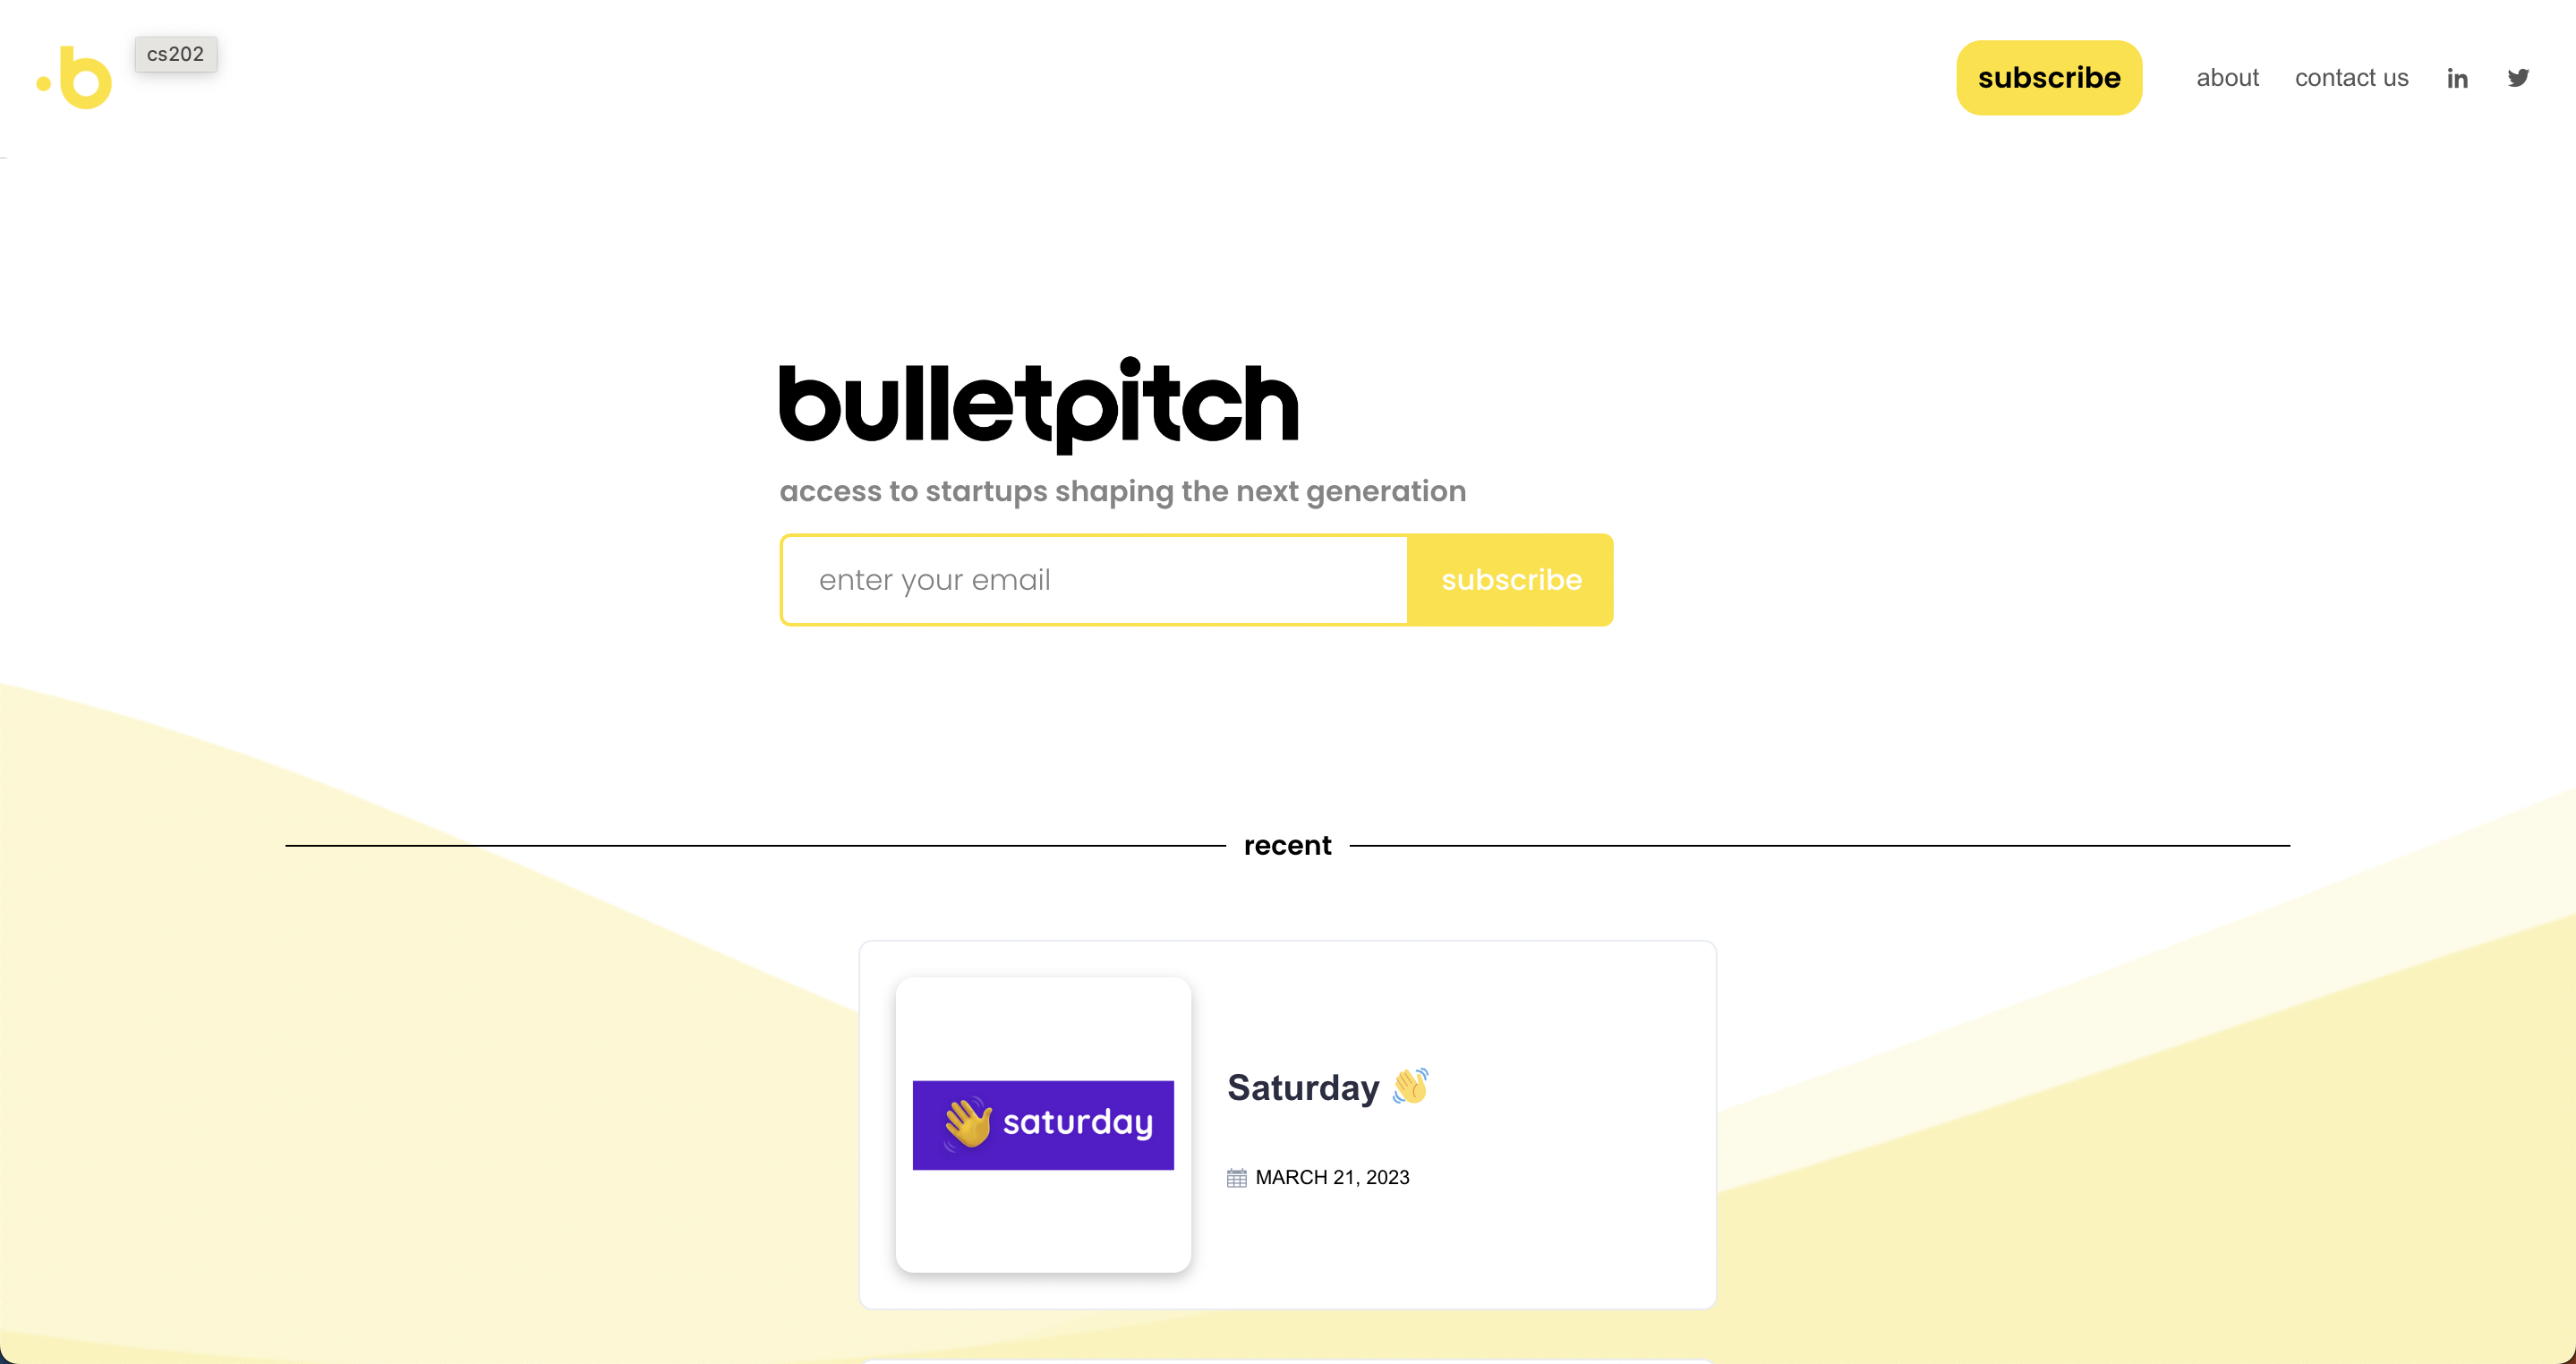 b
cs202
subscribe
about
contact us
in
bulletpitch
access to startups shaping the next generation
enter your email
subscribe
recent
saturday
Saturday 👋
MARCH 21, 2023